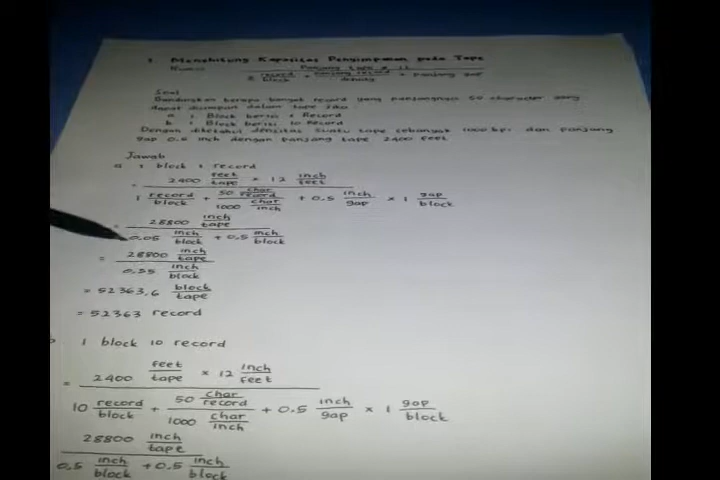 1. Menghitung Kapasitas Penyimpanan pada Tape
Panjang tape x 12
Σ record/block + panjang record/density + panjang gap
Soal
Bandingkan berapa banyak record yang panjangnya 50 character yang
dapat disimpan dalam tape jika
a. 1 Block berisi 1 Record
b. 1 Block berisi 10 Record
Dengan diketahui densitas suatu tape sebanyak 1000 bpi dan panjang
gap 0.5 inch dengan panjang tape 2400 feet
Jawab
a. 1 block 1 record
= 2400 feet/tape x 12 inch/feet
1 record/block + 50 char/record / 1000 char/inch + 0.5 inch/gap x 1 gap/block
= 28800 inch/tape
0.05 inch/block + 0.5 inch/block
= 28800 inch/tape
0.55 inch/block
= 52363,6 block/tape
= 52363 record
1 block 10 record
= 2400 feet/tape x 12 inch/feet
10 record/block + 50 char/record / 1000 char/inch + 0.5 inch/gap x 1 gap/block
28800 inch/tape
0.5 inch/block + 0.5 inch/block